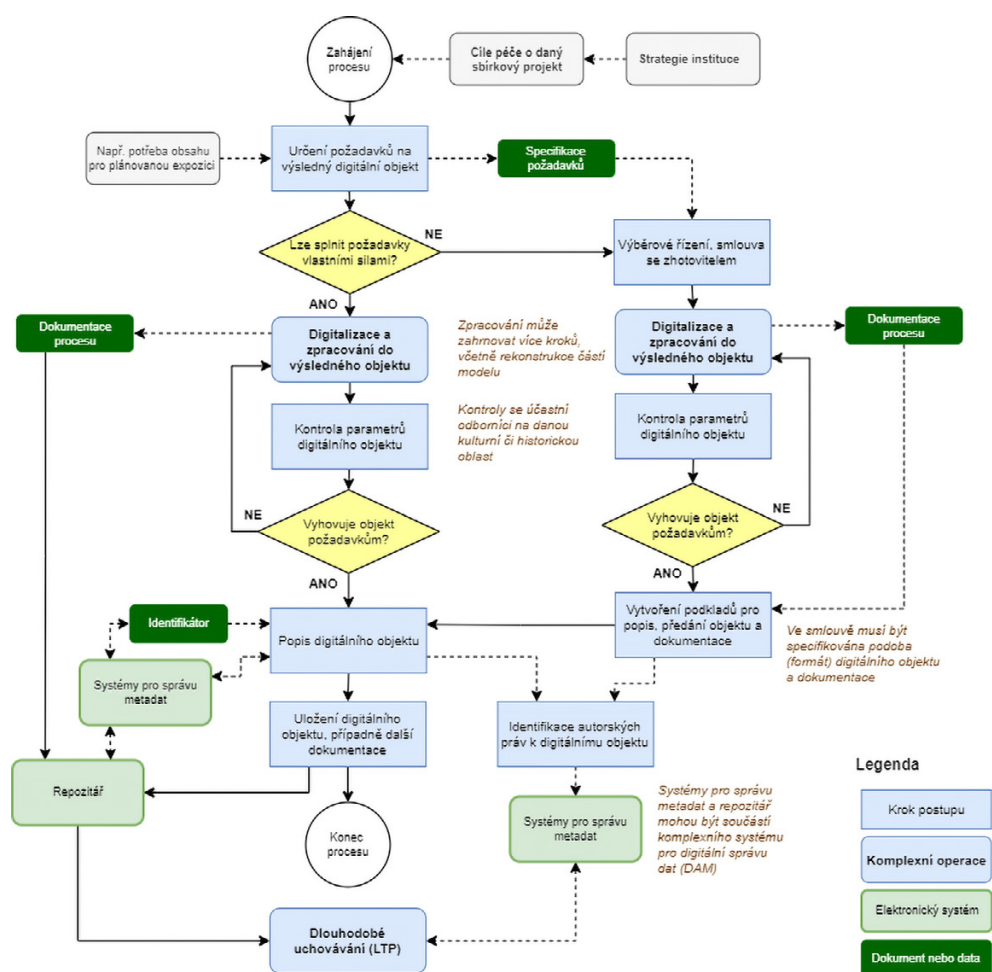 Zahájení
procesu
Cíle péče o daný
sbírkový projekt
Strategie instituce
Např. potřeba obsahu
pro plánovanou expozici
Určení požadavků na
výsledný digitální objekt
Specifikace
požadavků
Lze splnit požadavky
vlastními silami?
NE
Výběrové řízení, smlouva
se zhotovitelem
ANO
Dokumentace
procesu
Digitalizace a
zpracování do
výsledného objektu
Zpracování může
zahrnovat více kroků,
včetně rekonstrukce částí
modelu
Digitalizace a
zpracování do
výsledného objektu
Dokumentace
procesu
Kontrola parametrů
digitálního objektu
Kontroly se účastní
odborníci na danou
kulturní či historickou
oblast
Kontrola parametrů
digitálního objektu
NE
Vyhovuje objekt
požadavkům?
Vyhovuje objekt
požadavkům?
NE
ANO
ANO
Identifikátor
Popis digitálního objektu
Vytvoření podkladů pro
popis, předání objektu a
dokumentace
Ve smlouvě musí být
specifikována podoba
(formát) digitálního objektu
a dokumentace
Systémy pro správu
metadat
Uložení digitálního
objektu, případně další
dokumentace
Identifikace autorských
práv k digitálnímu objektu
Repozitář
Konec
procesu
Systémy pro správu
metadat
Systémy pro správu
metadat a repozitář
mohou být součástí
komplexního systému
pro digitální správu
dat (DAM)
Dlouhodobé
uchovávání (LTP)
Legenda
Krok postupu
Komplexní operace
Elektronický systém
Dokument nebo data